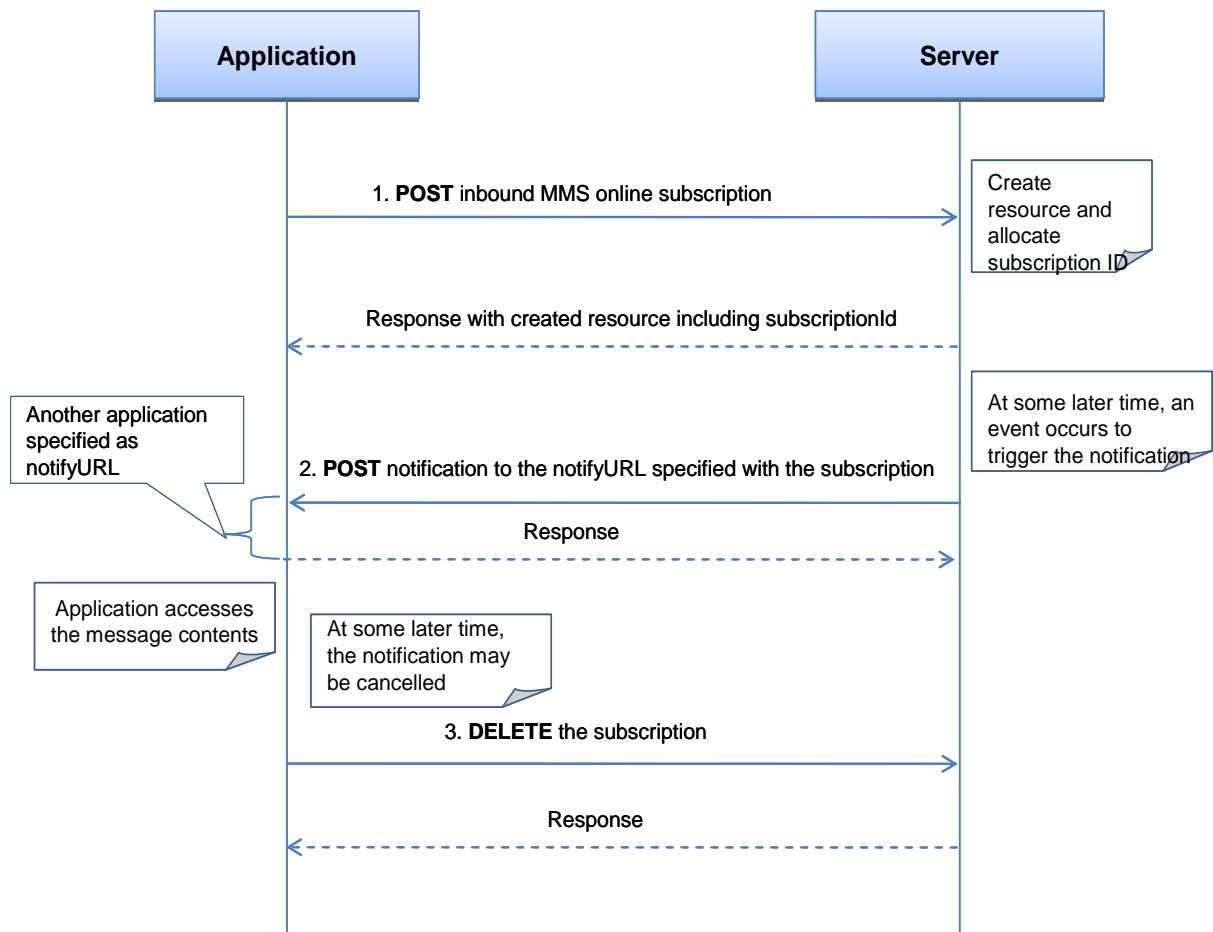 Application
Server
1. POST inbound MMS online subscription
Create
resource and
allocate
subscription ID
Response with created resource including subscriptionId
At some later time, an
event occurs to
trigger the notification
Another application
specified as
notifyURL
2. POST notification to the notifyURL specified with the subscription
Response
Application accesses
the message contents
At some later time,
the notification may
be cancelled
3. DELETE the subscription
Response